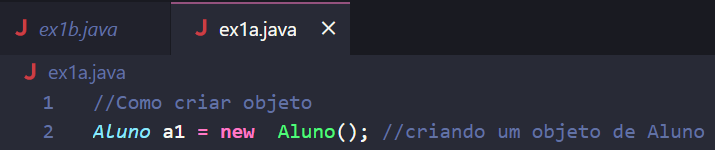 J ex1b.java J ex1a.java ×
J ex1a.java
1 //Como criar objeto
2 Aluno a1 = new  Aluno(); //criando um objeto de Aluno